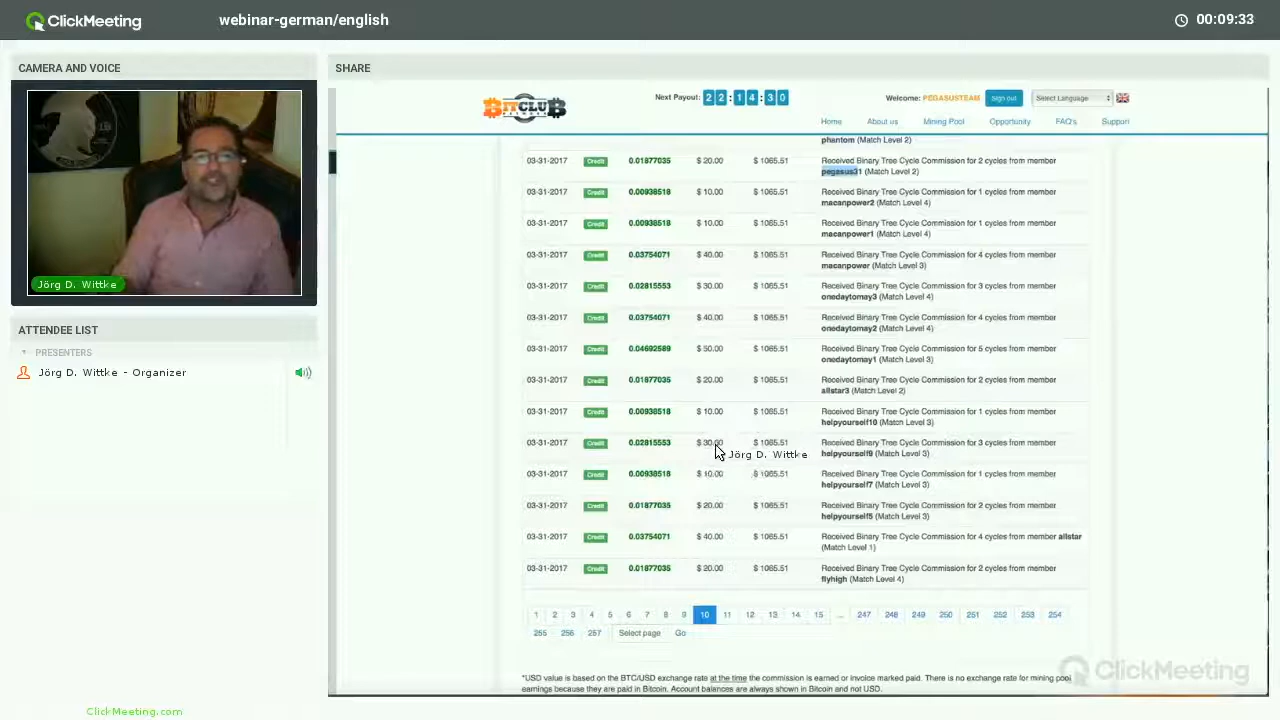 ClickMeeting
webinar-german/english
00:09:33
CAMERA AND VOICE
SHARE
Jörg D. Wittke
ATTENDEE LIST
PRESENTERS
Jörg D. Wittke - Organizer
ClickMeeting.com
BITCLUB
NETWORK
Next Payout: 22:14:30
Welcome: PEGASUSTEAM Sign out Select Language
Home About us Mining Pool Opportunity FAQ's Support
phantom (Match Level 2)
03-31-2017 Credit 0.01877035 $ 20.00 $ 1065.51 Received Binary Tree Cycle Commission for 2 cycles from member
pegasus31 (Match Level 2)
03-31-2017 Credit 0.00938518 $ 10.00 $ 1065.51 Received Binary Tree Cycle Commission for 1 cycles from member
macanpower2 (Match Level 4)
03-31-2017 Credit 0.00938518 $ 10.00 $ 1065.51 Received Binary Tree Cycle Commission for 1 cycles from member
macanpower1 (Match Level 4)
03-31-2017 Credit 0.03754071 $ 40.00 $ 1065.51 Received Binary Tree Cycle Commission for 4 cycles from member
macanpower (Match Level 3)
03-31-2017 Credit 0.02815553 $ 30.00 $ 1065.51 Received Binary Tree Cycle Commission for 3 cycles from member
onedaytomay3 (Match Level 4)
03-31-2017 Credit 0.03754071 $ 40.00 $ 1065.51 Received Binary Tree Cycle Commission for 4 cycles from member
onedaytomay2 (Match Level 4)
03-31-2017 Credit 0.04692589 $ 50.00 $ 1065.51 Received Binary Tree Cycle Commission for 5 cycles from member
onedaytomay1 (Match Level 3)
03-31-2017 Credit 0.01877035 $ 20.00 $ 1065.51 Received Binary Tree Cycle Commission for 2 cycles from member
allstar3 (Match Level 2)
03-31-2017 Credit 0.00938518 $ 10.00 $ 1065.51 Received Binary Tree Cycle Commission for 1 cycles from member
helpyourself10 (Match Level 3)
03-31-2017 Credit 0.02815553 $ 30.00 $ 1065.51 Received Binary Tree Cycle Commission for 3 cycles from member
Jörg D. Wittke helpyourself9 (Match Level 3)
03-31-2017 Credit 0.00938518 $ 10.00 $ 1065.51 Received Binary Tree Cycle Commission for 1 cycles from member
helpyourself7 (Match Level 3)
03-31-2017 Credit 0.01877035 $ 20.00 $ 1065.51 Received Binary Tree Cycle Commission for 2 cycles from member
helpyourself5 (Match Level 3)
03-31-2017 Credit 0.03754071 $ 40.00 $ 1065.51 Received Binary Tree Cycle Commission for 4 cycles from member allstar
(Match Level 1)
03-31-2017 Credit 0.01877035 $ 20.00 $ 1065.51 Received Binary Tree Cycle Commission for 2 cycles from member
flyhigh (Match Level 4)
1 2 3 4 5 6 7 8 9 10 11 12 13 14 15 ... 247 248 249 250 251 252 253 254
255 256 257 Select page Go
ClickMeeting
*USD value is based on the BTC/USD exchange rate at the time the commission is earned or invoice marked paid. There is no exchange rate for mining pool
earnings because they are paid in Bitcoin. Account balances are always shown in Bitcoin and not USD.